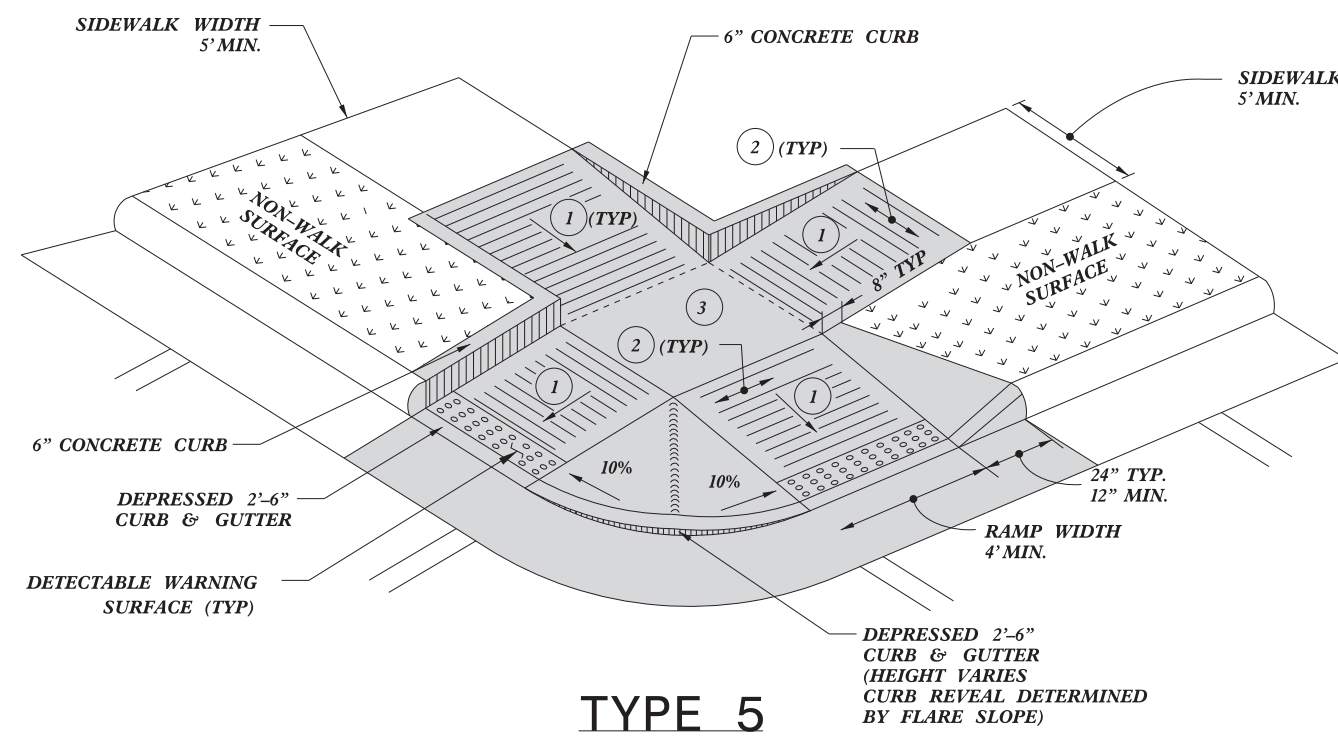 SIDEWALK WIDTH
5' MIN.
6" CONCRETE CURB
SIDEWALK
5' MIN.
2 (TYP)
NON-WALK
SURFACE
1 (TYP)
1
8" TYP
NON-WALK
SURFACE
3
2 (TYP)
1
1
6" CONCRETE CURB
10%
10%
DEPRESSED 2'-6"
CURB & GUTTER
24" TYP.
12" MIN.
RAMP WIDTH
4' MIN.
DETECTABLE WARNING
SURFACE (TYP)
DEPRESSED 2'-6"
CURB & GUTTER
(HEIGHT VARIES
CURB REVEAL DETERMINED
BY FLARE SLOPE)
TYPE 5